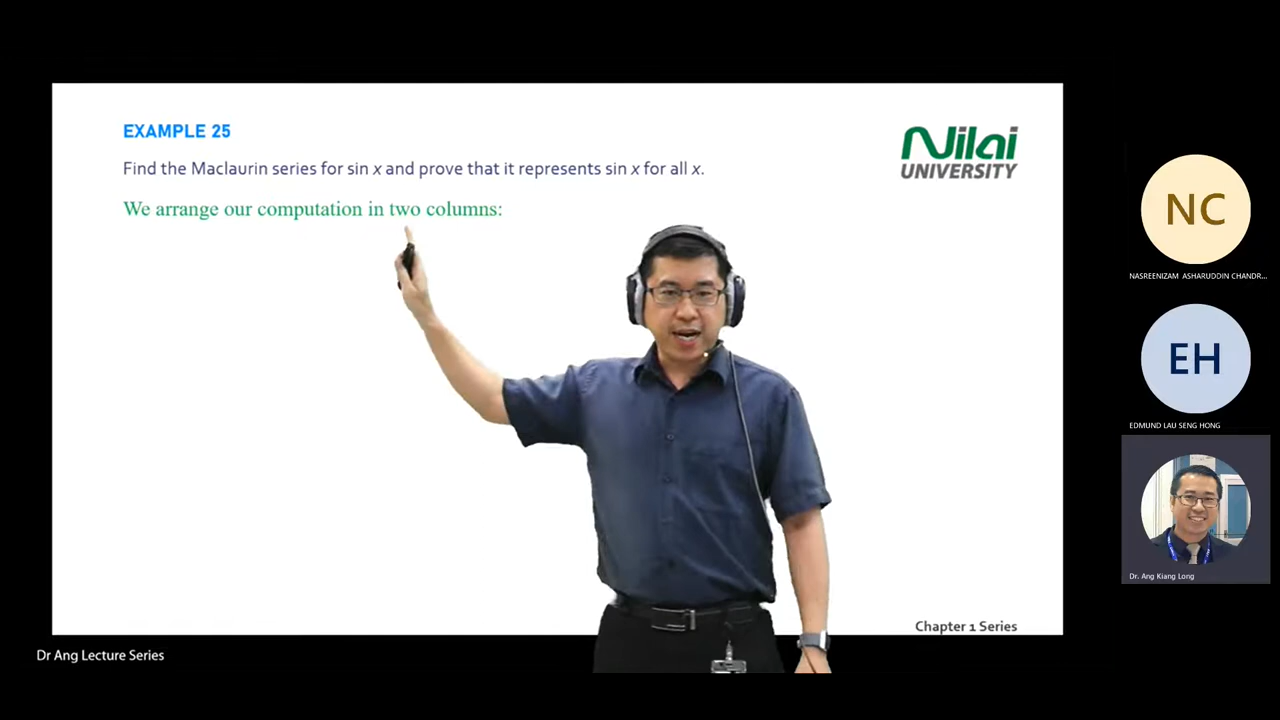 EXAMPLE 25
Find the Maclaurin series for sin x and prove that it represents sin x for all x.
We arrange our computation in two columns:
Nilai
UNIVERSITY
Chapter 1 Series
Dr Ang Lecture Series
NC
NASREENIZAM ASHARUDDIN CHANDR...
EH
EDMUND LAU SENG HONG
Dr. Ang Kiang Long